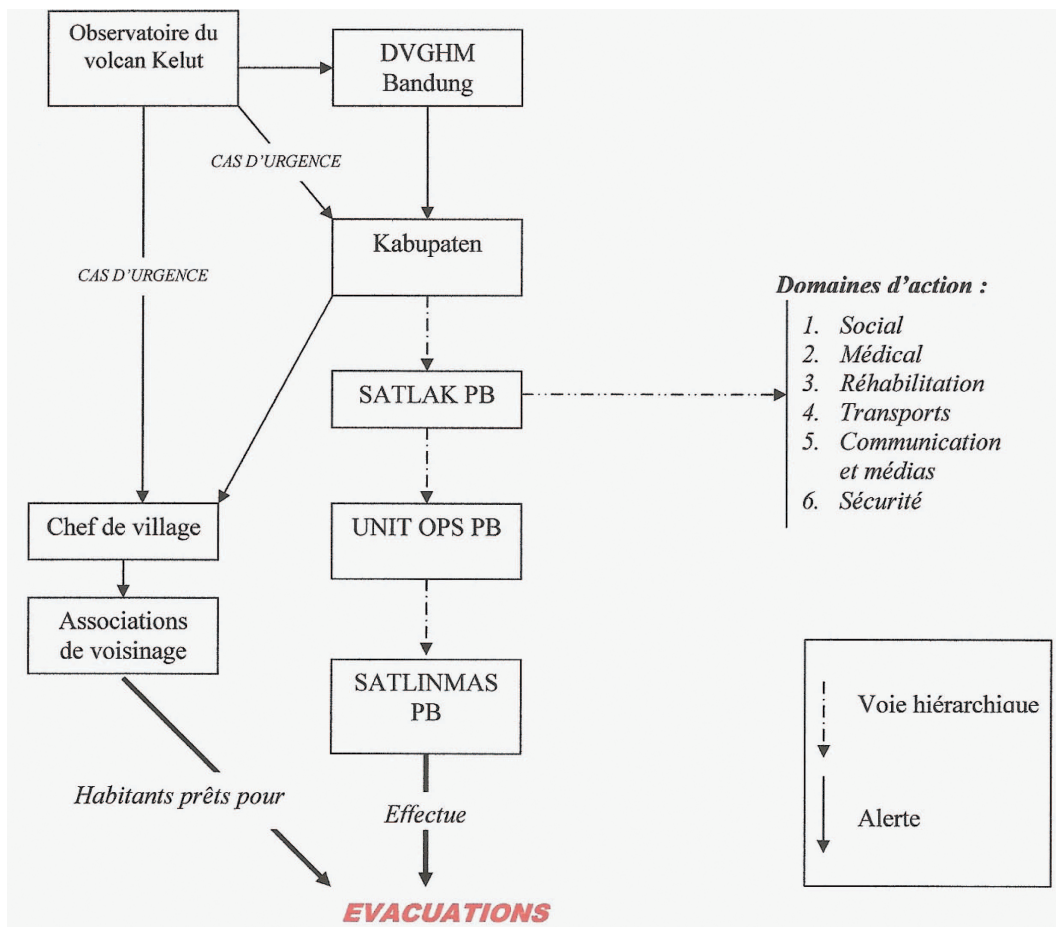 Observatoire du
volcan Kelut
DVGHM
Bandung
CAS D'URGENCE
Kabupaten
CAS D'URGENCE
Domaines d'action :
1. Social
2. Médical
3. Réhabilitation
4. Transports
5. Communication
et médias
6. Sécurité
SATLAK PB
Chef de village
UNIT OPS PB
Associations
de voisinage
SATLINMAS
PB
Voie hiérarchique
Alerte
Habitants prêts pour
Effectue
EVACUATIONS